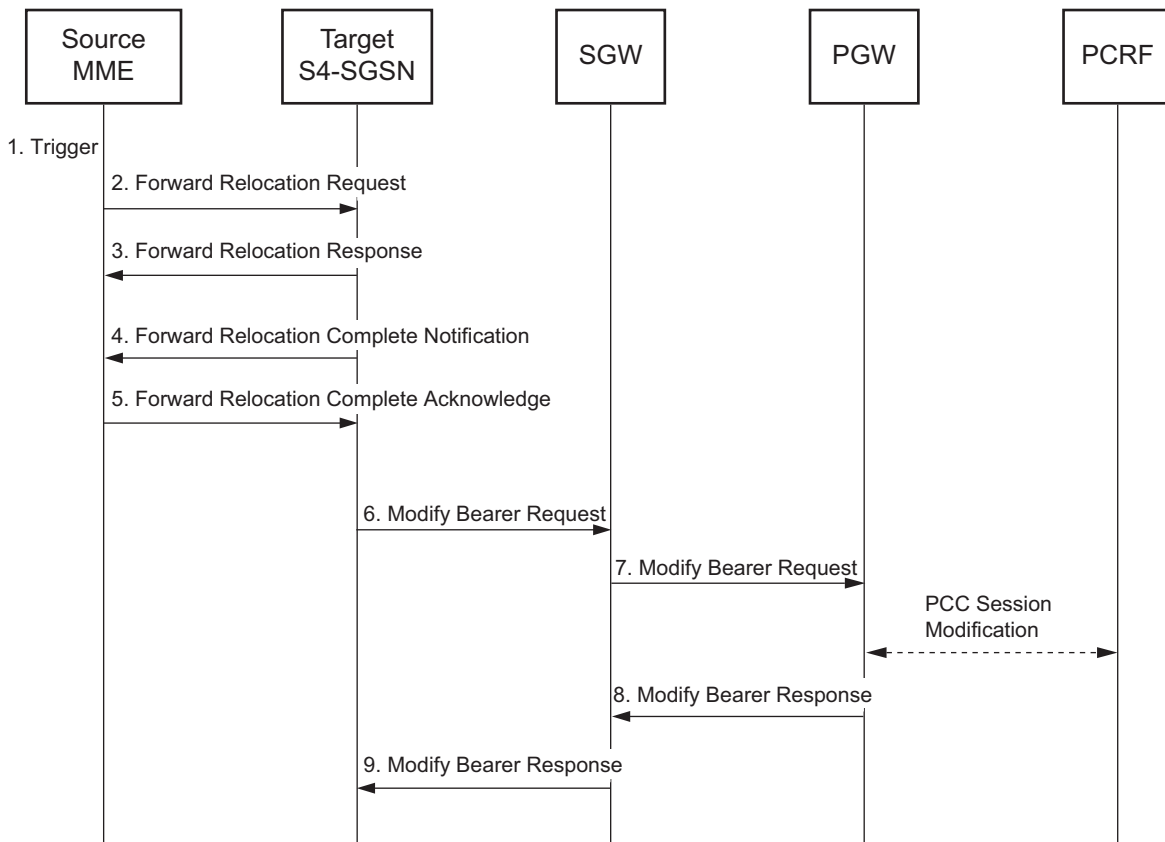 Source
MME
Target
S4-SGSN
SGW
PGW
PCRF
1. Trigger
2. Forward Relocation Request
3. Forward Relocation Response
4. Forward Relocation Complete Notification
5. Forward Relocation Complete Acknowledge
6. Modify Bearer Request
7. Modify Bearer Request
PCC Session
Modification
8. Modify Bearer Response
9. Modify Bearer Response